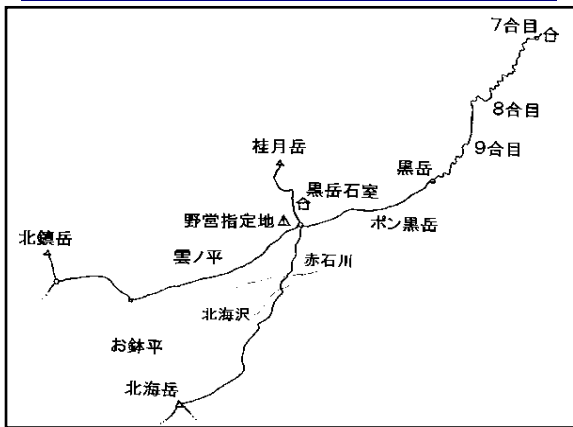 7合目
8合目
9合目
桂月岳
黒岳
黒岳石室
野営指定地
ポン黒岳
北鎮岳
雲ノ平
赤石川
北海沢
お鉢平
北海岳